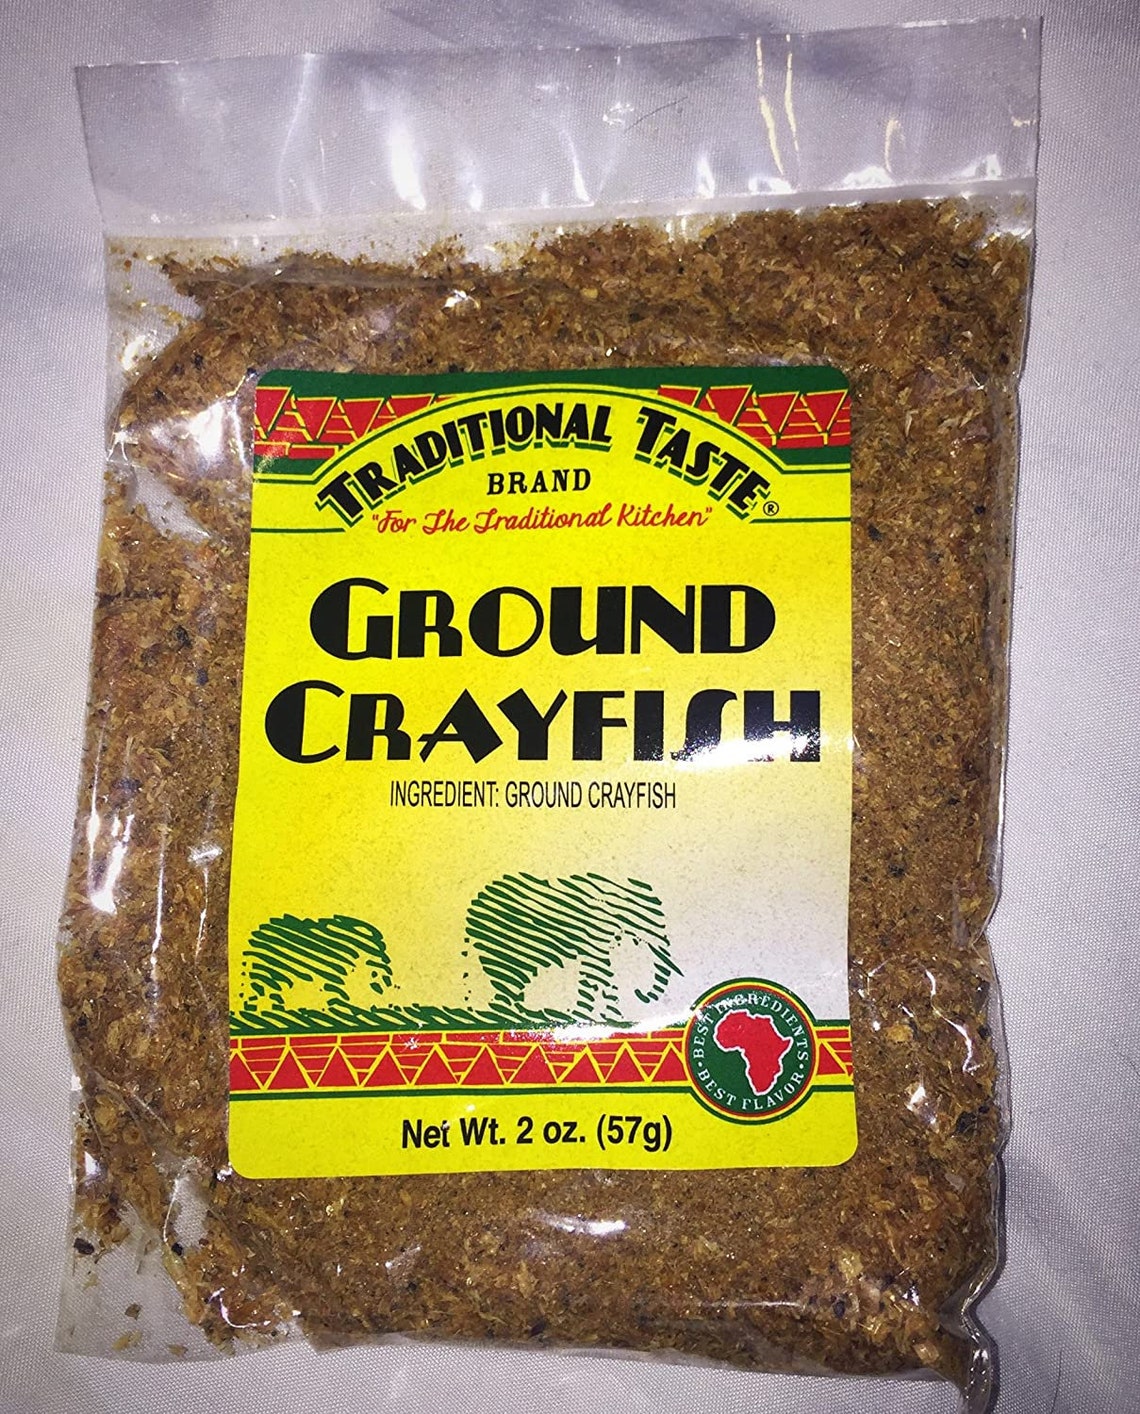 TRADITIONAL TASTE ®
BRAND
"For The Traditional Kitchen"
GROUND
CRAYFISH
INGREDIENT: GROUND CRAYFISH
• BEST INGREDIENTS •
BEST FLAVOR
Net Wt. 2 oz. (57g)